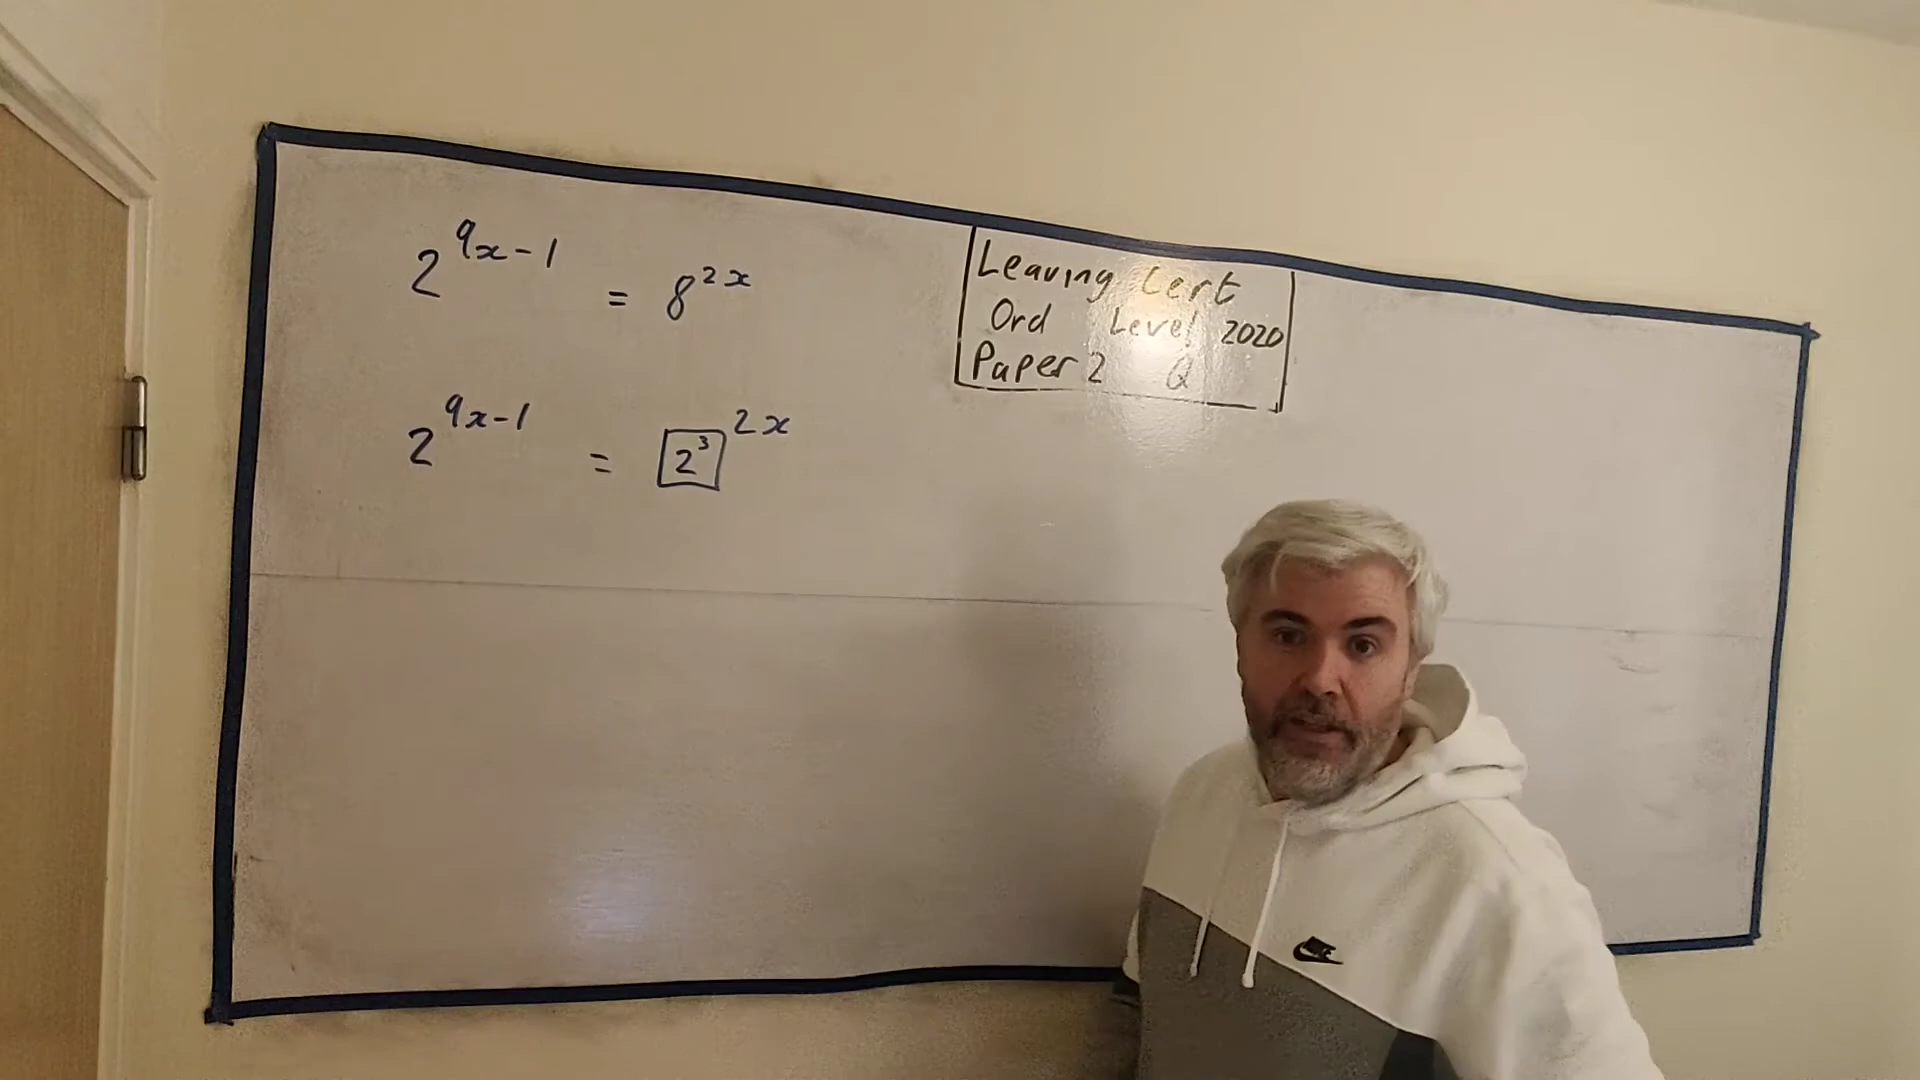 2^{9x-1} = 8^{2x}
2^{9x-1} = 2^{3}^{2x}
Leaving Cert
Ord Level 2020
Paper 2 Q